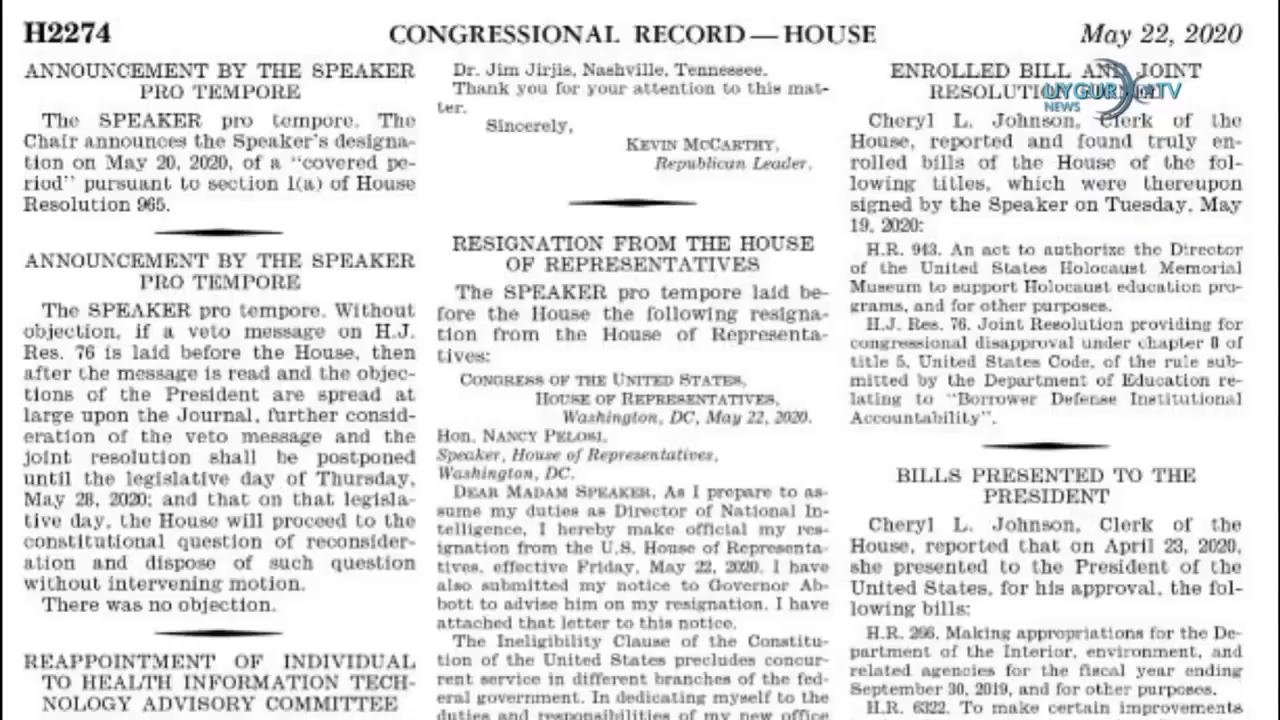 H2274 CONGRESSIONAL RECORD — HOUSE May 22, 2020
ANNOUNCEMENT BY THE SPEAKER
PRO TEMPORE
The SPEAKER pro tempore. The
Chair announces the Speaker's designa-
tion on May 20, 2020, of a "covered pe-
riod" pursuant to section 1(a) of House
Resolution 965.
ANNOUNCEMENT BY THE SPEAKER
PRO TEMPORE
The SPEAKER pro tempore. Without
objection, if a veto message on H.J.
Res. 76 is laid before the House, then
after the message is read and the objec-
tions of the President are spread at
large upon the Journal, further consid-
eration of the veto message and the
joint resolution shall be postponed
until the legislative day of Thursday,
May 28, 2020; and that on that legisla-
tive day, the House will proceed to the
constitutional question of reconsider-
ation and dispose of such question
without intervening motion.
There was no objection.
REAPPOINTMENT OF INDIVIDUAL
TO HEALTH INFORMATION TECH-
NOLOGY ADVISORY COMMITTEE
Dr. Jim Jirjis, Nashville, Tennessee.
Thank you for your attention to this mat-
ter.
Sincerely,
KEVIN MCCARTHY,
Republican Leader.
RESIGNATION FROM THE HOUSE
OF REPRESENTATIVES
The SPEAKER pro tempore laid be-
fore the House the following resigna-
tion from the House of Representa-
tives:
CONGRESS OF THE UNITED STATES,
HOUSE OF REPRESENTATIVES,
Washington, DC, May 22, 2020.
Hon. NANCY PELOSI,
Speaker, House of Representatives,
Washington, DC.
DEAR MADAM SPEAKER, As I prepare to as-
sume my duties as Director of National In-
telligence, I hereby make official my res-
ignation from the U.S. House of Representa-
tives, effective Friday, May 22, 2020. I have
also submitted my notice to Governor Ab-
bott to advise him on my resignation. I have
attached that letter to this notice.
The Ineligibility Clause of the Constitu-
tion of the United States precludes concur-
rent service in different branches of the fed-
eral government. In dedicating myself to the
duties and responsibilities of my new office
ENROLLED BILL AND JOINT
RESOLUTION SIGNED
Cheryl L. Johnson, Clerk of the
House, reported and found truly en-
rolled bills of the House of the fol-
lowing titles, which were thereupon
signed by the Speaker on Tuesday, May
19, 2020:
H.R. 943. An act to authorize the Director
of the United States Holocaust Memorial
Museum to support Holocaust education pro-
grams, and for other purposes.
H.J. Res. 76. Joint Resolution providing for
congressional disapproval under chapter 8 of
title 5, United States Code, of the rule sub-
mitted by the Department of Education re-
lating to "Borrower Defense Institutional
Accountability".
BILLS PRESENTED TO THE
PRESIDENT
Cheryl L. Johnson, Clerk of the
House, reported that on April 23, 2020,
she presented to the President of the
United States, for his approval, the fol-
lowing bills:
H.R. 266. Making appropriations for the De-
partment of the Interior, environment, and
related agencies for the fiscal year ending
September 30, 2019, and for other purposes.
H.R. 6322. To make certain improvements
UYGUR TV
NEWS